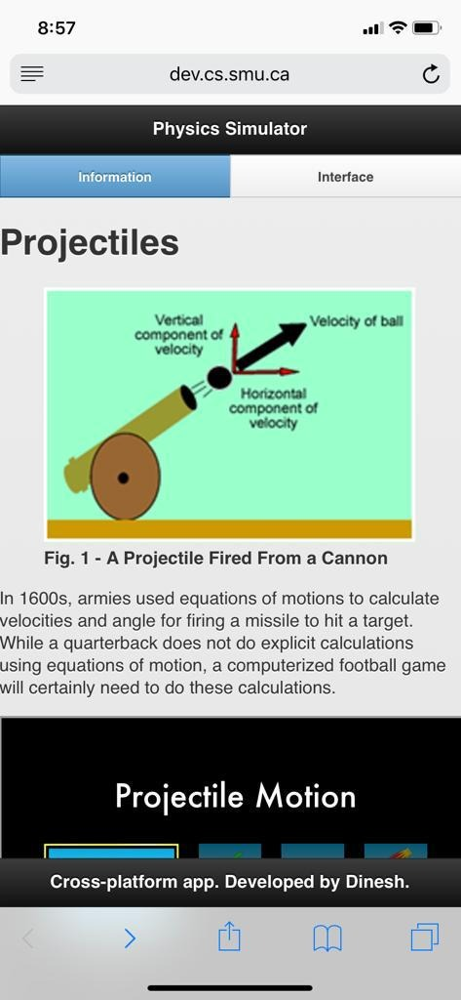 8:57
dev.cs.smu.ca
Physics Simulator
Information
Interface
Projectiles
Vertical
component of
velocity
Velocity of ball
Horizontal
component of
velocity
Fig. 1 - A Projectile Fired From a Cannon
In 1600s, armies used equations of motions to calculate
velocities and angle for firing a missile to hit a target.
While a quarterback does not do explicit calculations
using equations of motion, a computerized football game
will certainly need to do these calculations.
Projectile Motion
Cross-platform app. Developed by Dinesh.